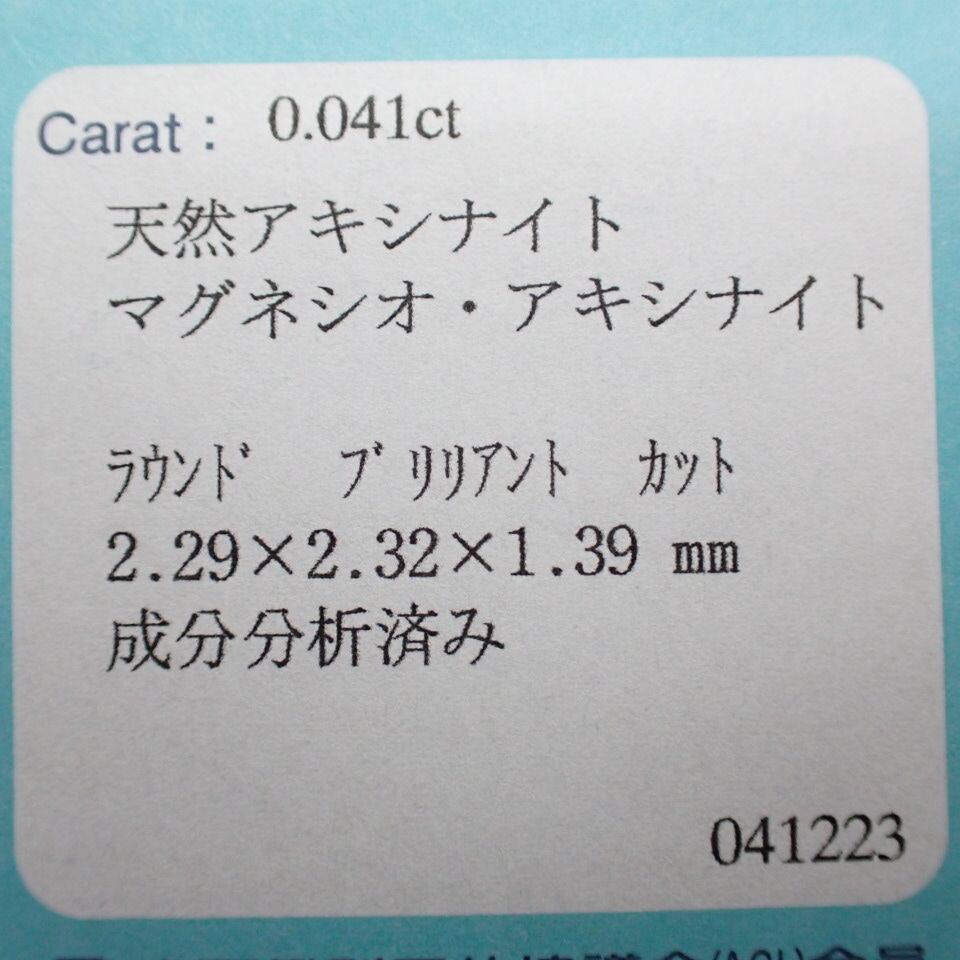 Carat : 0.041ct
天然アキシナイト
マグネシオ・アキシナイト
ﾗｳﾝﾄﾞ ﾌﾞﾘﾘｱﾝﾄ ｶｯﾄ
2.29×2.32×1.39 mm
成分分析済み
041223